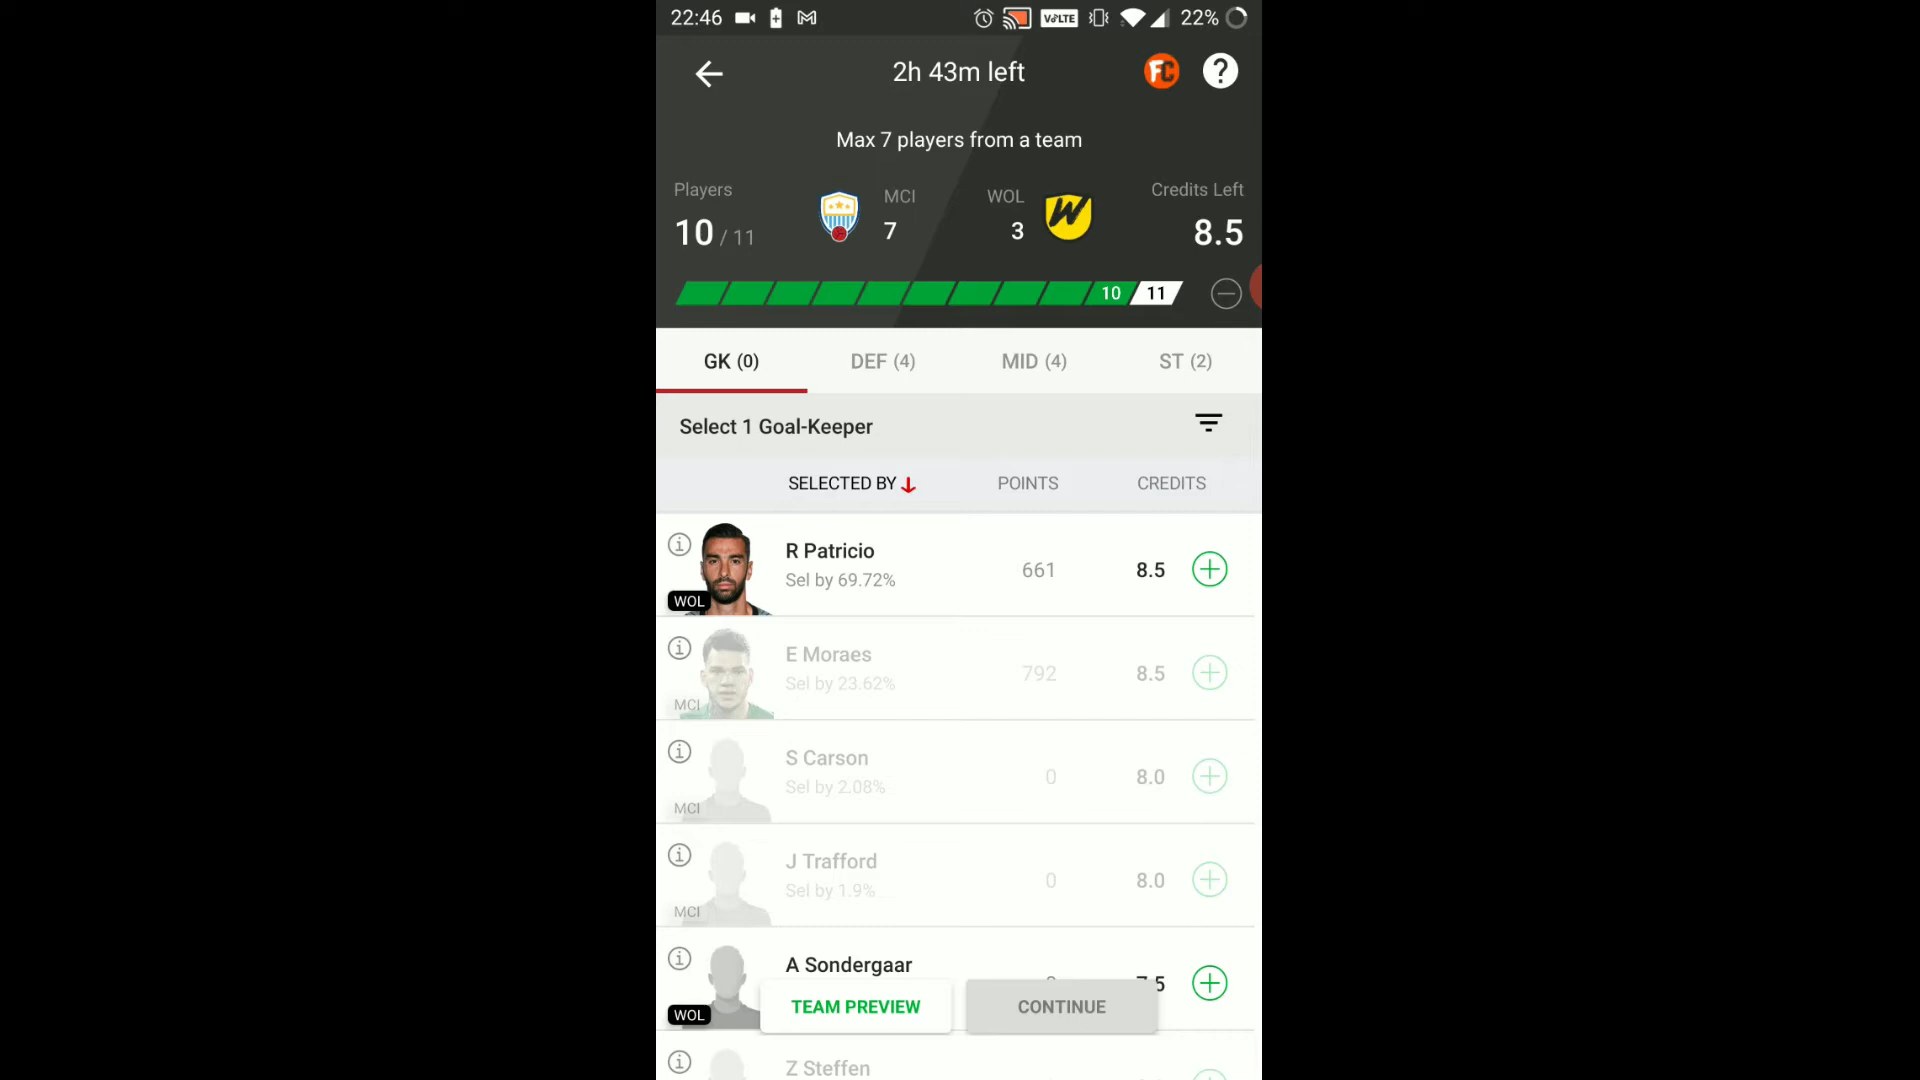 22:46 VoLTE 22%
2h 43m left FC ?
Max 7 players from a team
Players MCI WOL Credits Left
10 / 11 7 3 W 8.5
10 11
GK (0) DEF (4) MID (4) ST (2)
Select 1 Goal-Keeper
SELECTED BY POINTS CREDITS
R Patricio
Sel by 69.72% 661 8.5
WOL
E Moraes
Sel by 23.62% 792 8.5
MCI
S Carson
Sel by 2.08% 0 8.0
MCI
J Trafford
Sel by 1.9% 0 8.0
MCI
A Sondergaar
WOL
TEAM PREVIEW CONTINUE
Z Steffen